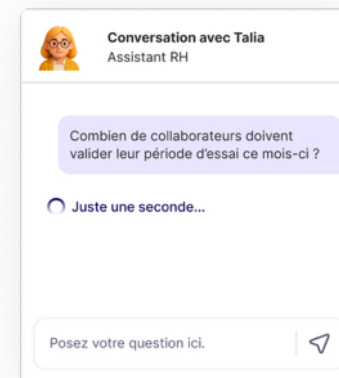 Conversation avec Talia
Assistant RH
Combien de collaborateurs doivent
valider leur période d'essai ce mois-ci ?
Juste une seconde...
Posez votre question ici.